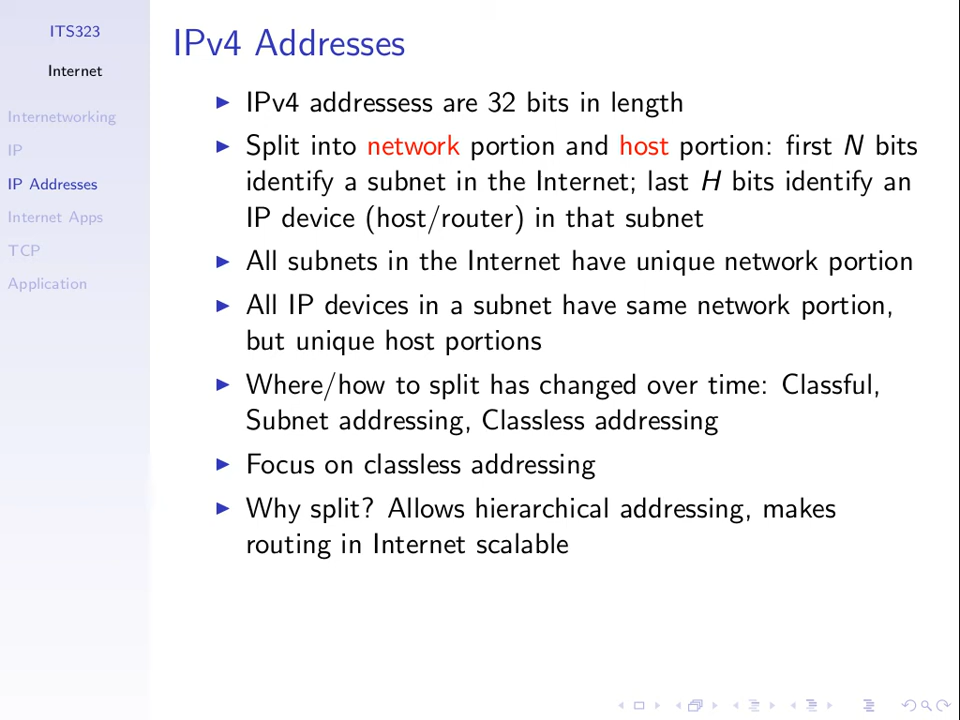 ITS323
Internet
Internetworking
IP
IP Addresses
Internet Apps
TCP
Application
IPv4 Addresses
IPv4 addressess are 32 bits in length
Split into network portion and host portion: first N bits
identify a subnet in the Internet; last H bits identify an
IP device (host/router) in that subnet
All subnets in the Internet have unique network portion
All IP devices in a subnet have same network portion,
but unique host portions
Where/how to split has changed over time: Classful,
Subnet addressing, Classless addressing
Focus on classless addressing
Why split? Allows hierarchical addressing, makes
routing in Internet scalable